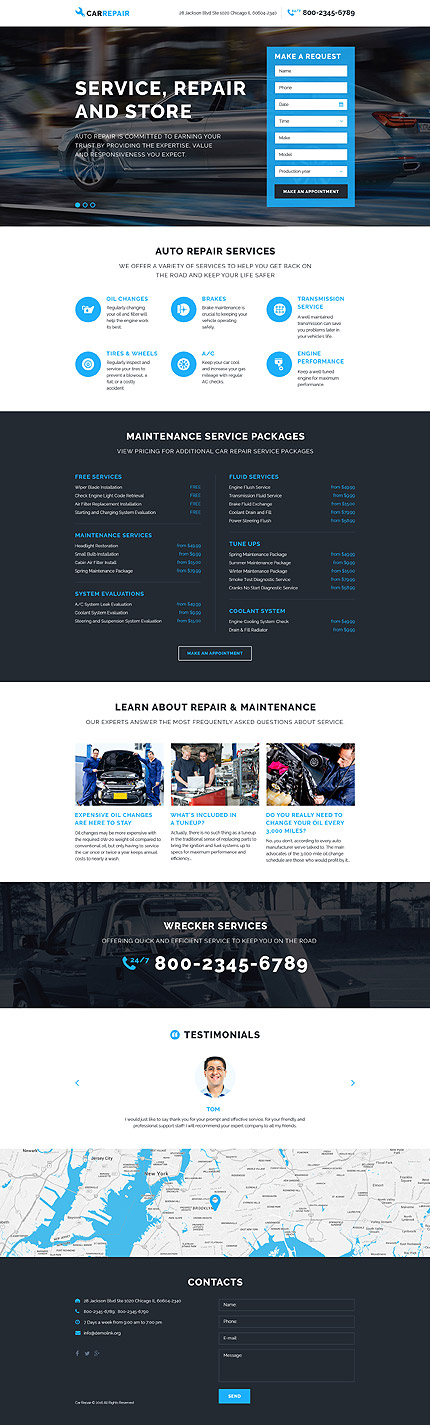 CARREPAIR
28 Jackson Blvd Ste 1020 Chicago IL, 60604-2340
24/7
800-2345-6789
SERVICE, REPAIR
AND STORE
AUTO REPAIR IS COMMITTED TO EARNING YOUR
TRUST BY PROVIDING THE EXPERTISE, VALUE
AND RESPONSIVENESS YOU EXPECT.
MAKE A REQUEST
Name
Phone
Date
Time
Make
Model
Production year
MAKE AN APPOINTMENT
AUTO REPAIR SERVICES
WE OFFER A VARIETY OF SERVICES TO HELP YOU GET BACK ON
THE ROAD AND KEEP YOUR LIFE SAFER
OIL CHANGES
Regularly changing
your oil and filter will
help the engine work
its best.
BRAKES
Brake maintenance is
crucial to keeping your
vehicle operating
safely.
TRANSMISSION
SERVICE
A well maintained
transmission can save
you problems later in
your vehicle's life.
TIRES & WHEELS
Regularly inspect and
service your tires to
prevent a blowout, a
flat, or a costly
accident.
A/C
Keep your car cool
and increase your gas
mileage with regular
AC checks.
ENGINE
PERFORMANCE
Keep a well tuned
engine for maximum
performance.
MAINTENANCE SERVICE PACKAGES
VIEW PRICING FOR ADDITIONAL CAR REPAIR SERVICE PACKAGES
FREE SERVICES
Wiper Blade Installation FREE
Check Engine Light Code Retrieval FREE
Air Filter Replacement Installation FREE
Starting and Charging System Evaluation FREE
MAINTENANCE SERVICES
Headlight Restoration from $49.99
Small Bulb Installation from $9.99
Cabin Air Filter Install from $15.00
Spring Maintenance Package from $79.99
SYSTEM EVALUATIONS
A/C System Leak Evaluation from $49.99
Coolant System Evaluation from $9.99
Steering and Suspension System Evaluation from $15.00
FLUID SERVICES
Engine Flush Service from $49.99
Transmission Fluid Service from $9.99
Brake Fluid Exchange from $15.00
Coolant Drain and Fill from $79.99
Power Steering Flush from $98.99
TUNE UPS
Spring Maintenance Package from $49.99
Summer Maintenance Package from $9.99
Winter Maintenance Package from $15.00
Smoke Test Diagnostic Service from $79.99
Cranks No Start Diagnostic Service from $98.99
COOLANT SYSTEM
Engine Cooling System Check from $49.99
Drain & Fill Radiator from $9.99
MAKE AN APPOINTMENT
LEARN ABOUT REPAIR & MAINTENANCE
OUR EXPERTS ANSWER THE MOST FREQUENTLY ASKED QUESTIONS ABOUT SERVICE.
EXPENSIVE OIL CHANGES
ARE HERE TO STAY
Oil changes may be more expensive with
the required 0W-20 weight oil compared to
conventional oil, but only having to service
the car once or twice a year keeps annual
costs to nearly a wash.
WHAT'S INCLUDED IN
A TUNEUP?
Actually, there is no such thing as a tuneup
in the traditional sense of replacing parts to
bring the ignition and fuel systems up to
specs for maximum performance and
efficiency...
DO YOU REALLY NEED TO
CHANGE YOUR OIL EVERY
3,000 MILES?
No, you don't, according to every auto
manufacturer we've talked to. The main
advocates of the 3,000-mile oil change
schedule are those who would profit by it...
WRECKER SERVICES
OFFERING QUICK AND EFFICIENT SERVICE TO KEEP YOU ON THE ROAD
24/7
800-2345-6789
TESTIMONIALS
TOM
I would just like to say thank you for your prompt and effective service, for your friendly and
professional support staff! I will recommend your expert company to all my friends.
Newark
Jersey City
New York
BROOKLYN
CONTACTS
28 Jackson Blvd Ste 1020 Chicago IL, 60604-2340
800-2345-6789, 800-2345-6790
7 Days a week from 9:00 am to 7:00 pm
info@demolink.org
Name
Phone
E-mail
Message
SEND
Car Repair © 2016 All Rights Reserved